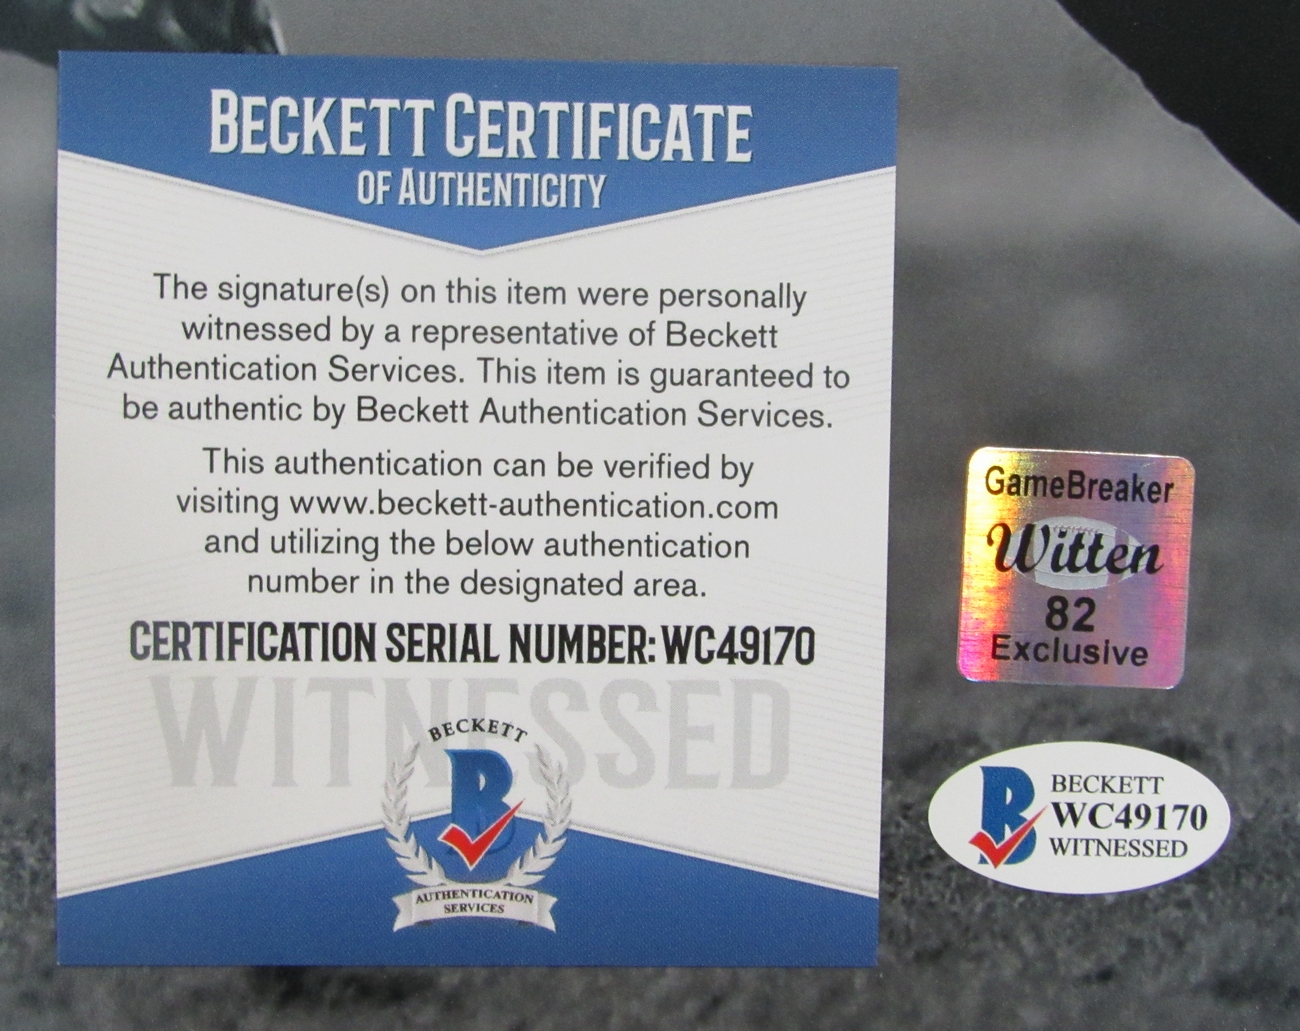 BECKETT CERTIFICATE
OF AUTHENTICITY
The signature(s) on this item were personally
witnessed by a representative of Beckett
Authentication Services. This item is guaranteed to
be authentic by Beckett Authentication Services.
This authentication can be verified by
visiting www.beckett-authentication.com
and utilizing the below authentication
number in the designated area.
CERTIFICATION SERIAL NUMBER: WC49170
WITNESSED
BECKETT
B
AUTHENTICATION
SERVICES
GameBreaker
Witten
82
Exclusive
B
BECKETT
WC49170
WITNESSED